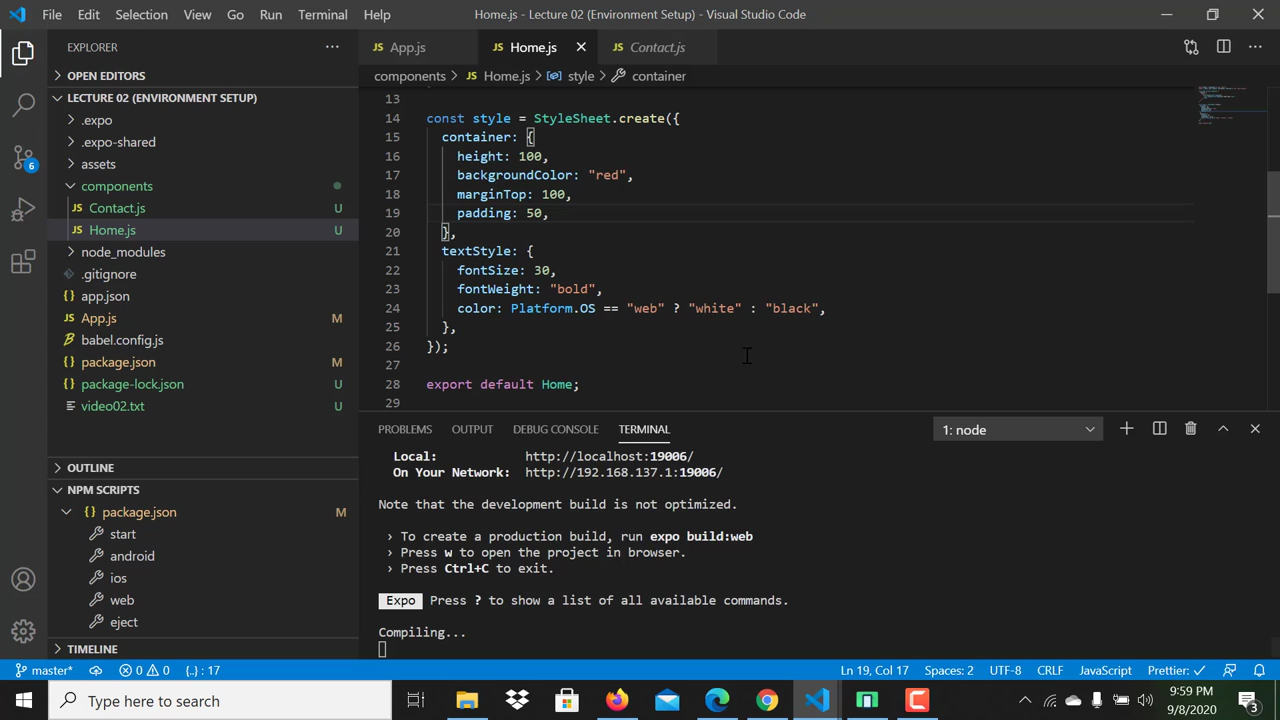 File Edit Selection View Go Run Terminal Help
Home.js - Lecture 02 (Environment Setup) - Visual Studio Code
EXPLORER
OPEN EDITORS
LECTURE 02 (ENVIRONMENT SETUP)
.expo
.expo-shared
assets
components
JS Contact.js U
JS Home.js U
node_modules
.gitignore
{} app.json
JS App.js M
babel.config.js
{} package.json M
{} package-lock.json U
video02.txt U
OUTLINE
NPM SCRIPTS
{} package.json M
start
android
ios
web
eject
TIMELINE
6
JS App.js JS Home.js JS Contact.js
components JS Home.js style container
13
14 const style = StyleSheet.create({
15 container: {
16 height: 100,
17 backgroundColor: "red",
18 marginTop: 100,
19 padding: 50,
20 },
21 textStyle: {
22 fontSize: 30,
23 fontWeight: "bold",
24 color: Platform.OS == "web" ? "white" : "black",
25 },
26 });
27
28 export default Home;
29
PROBLEMS OUTPUT DEBUG CONSOLE TERMINAL 1: node
Local: http://localhost:19006/
On Your Network: http://192.168.137.1:19006/
Note that the development build is not optimized.
› To create a production build, run expo build:web
› Press w to open the project in browser.
› Press Ctrl+C to exit.
Expo Press ? to show a list of all available commands.
Compiling...
master* 0 0 {..} : 17 Ln 19, Col 17 Spaces: 2 UTF-8 CRLF JavaScript Prettier: ✓
Type here to search
9:59 PM
9/8/2020
3